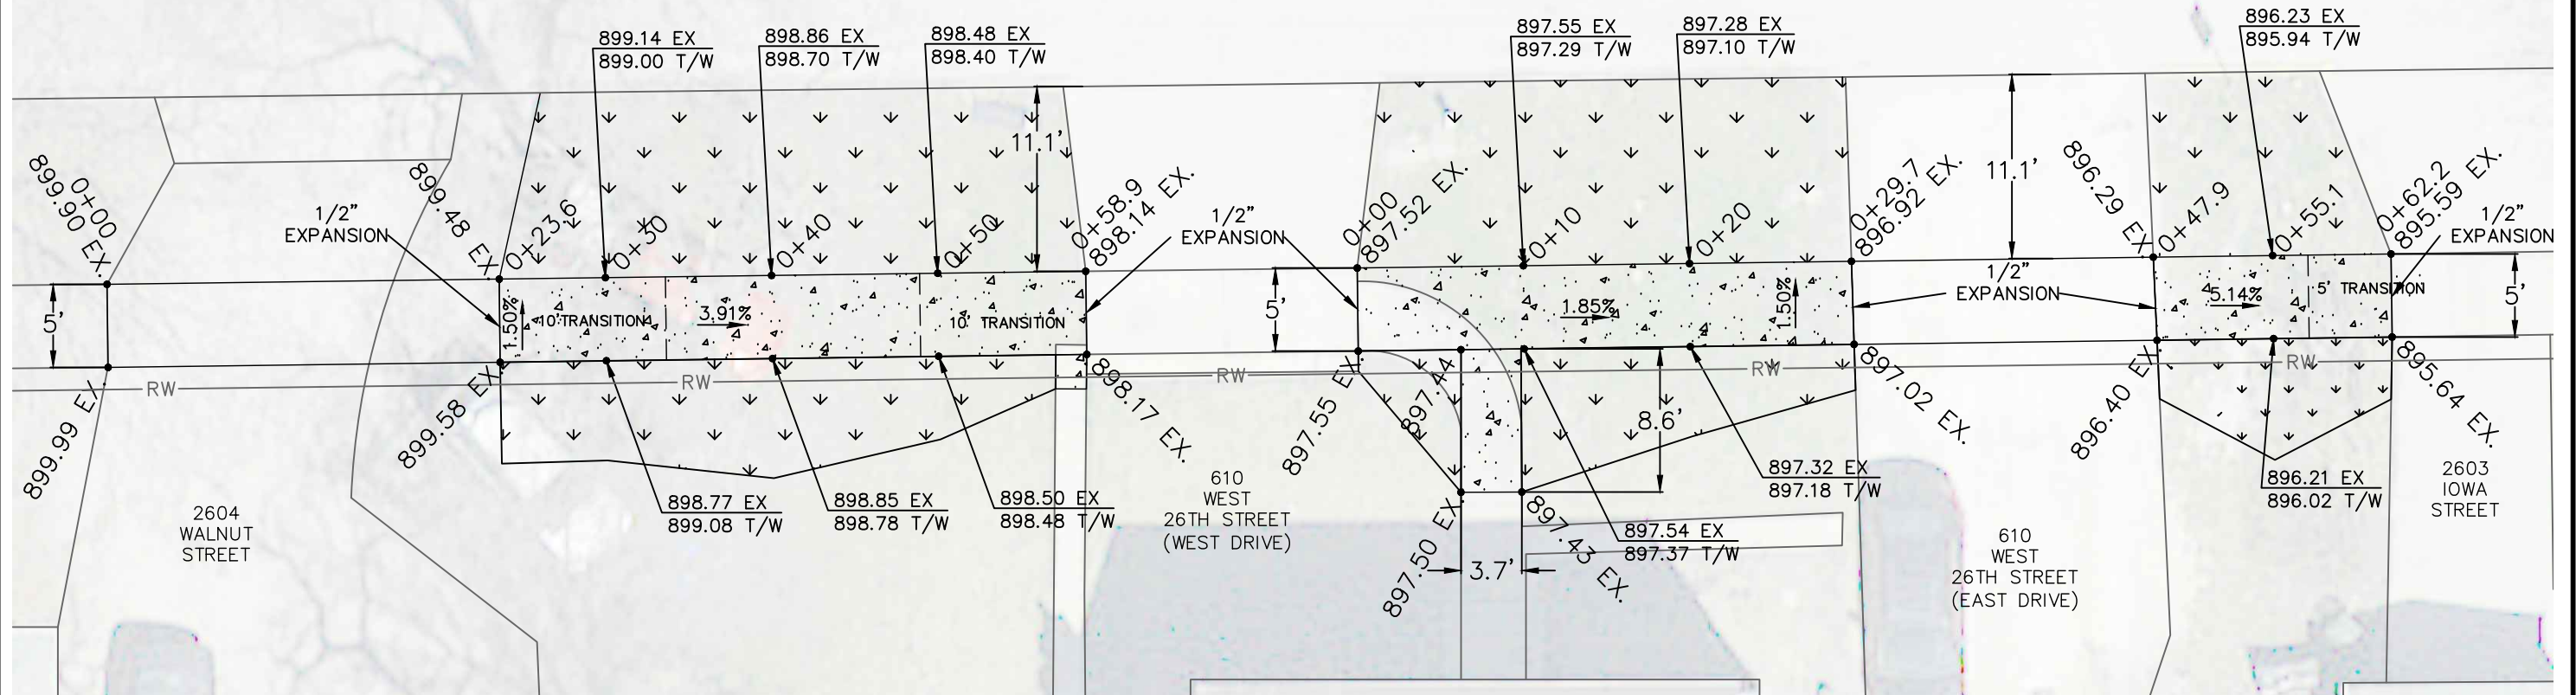 899.14 EX
899.00 T/W
898.86 EX
898.70 T/W
898.48 EX
898.40 T/W
897.55 EX
897.29 T/W
897.28 EX
897.10 T/W
896.23 EX
895.94 T/W
11.1'
11.1'
0+00
899.90 EX.
1/2"
EXPANSION
899.48 EX.
0+23.6
0+30
0+40
0+50
0+58.9
898.14 EX.
1/2"
EXPANSION
0+00
897.52 EX.
0+10
0+20
0+29.7
896.92 EX.
1/2"
EXPANSION
896.29 EX.
0+47.9
0+55.1
0+62.2
895.59 EX.
1/2"
EXPANSION
5'
1.50%
10' TRANSITION
3.91%
10' TRANSITION
5'
1.85%
1.50%
5.14%
5' TRANSITION
5'
RW
RW
RW
RW
RW
899.99 EX.
899.58 EX.
898.17 EX.
897.55 EX.
897.44
8.6'
897.02 EX.
896.40 EX.
895.64 EX.
898.77 EX
899.08 T/W
898.85 EX
898.78 T/W
898.50 EX
898.48 T/W
897.32 EX
897.18 T/W
897.54 EX
897.37 T/W
896.21 EX
896.02 T/W
897.50 EX.
3.7'
897.43 EX.
2604
WALNUT
STREET
610
WEST
26TH STREET
(WEST DRIVE)
610
WEST
26TH STREET
(EAST DRIVE)
2603
IOWA
STREET